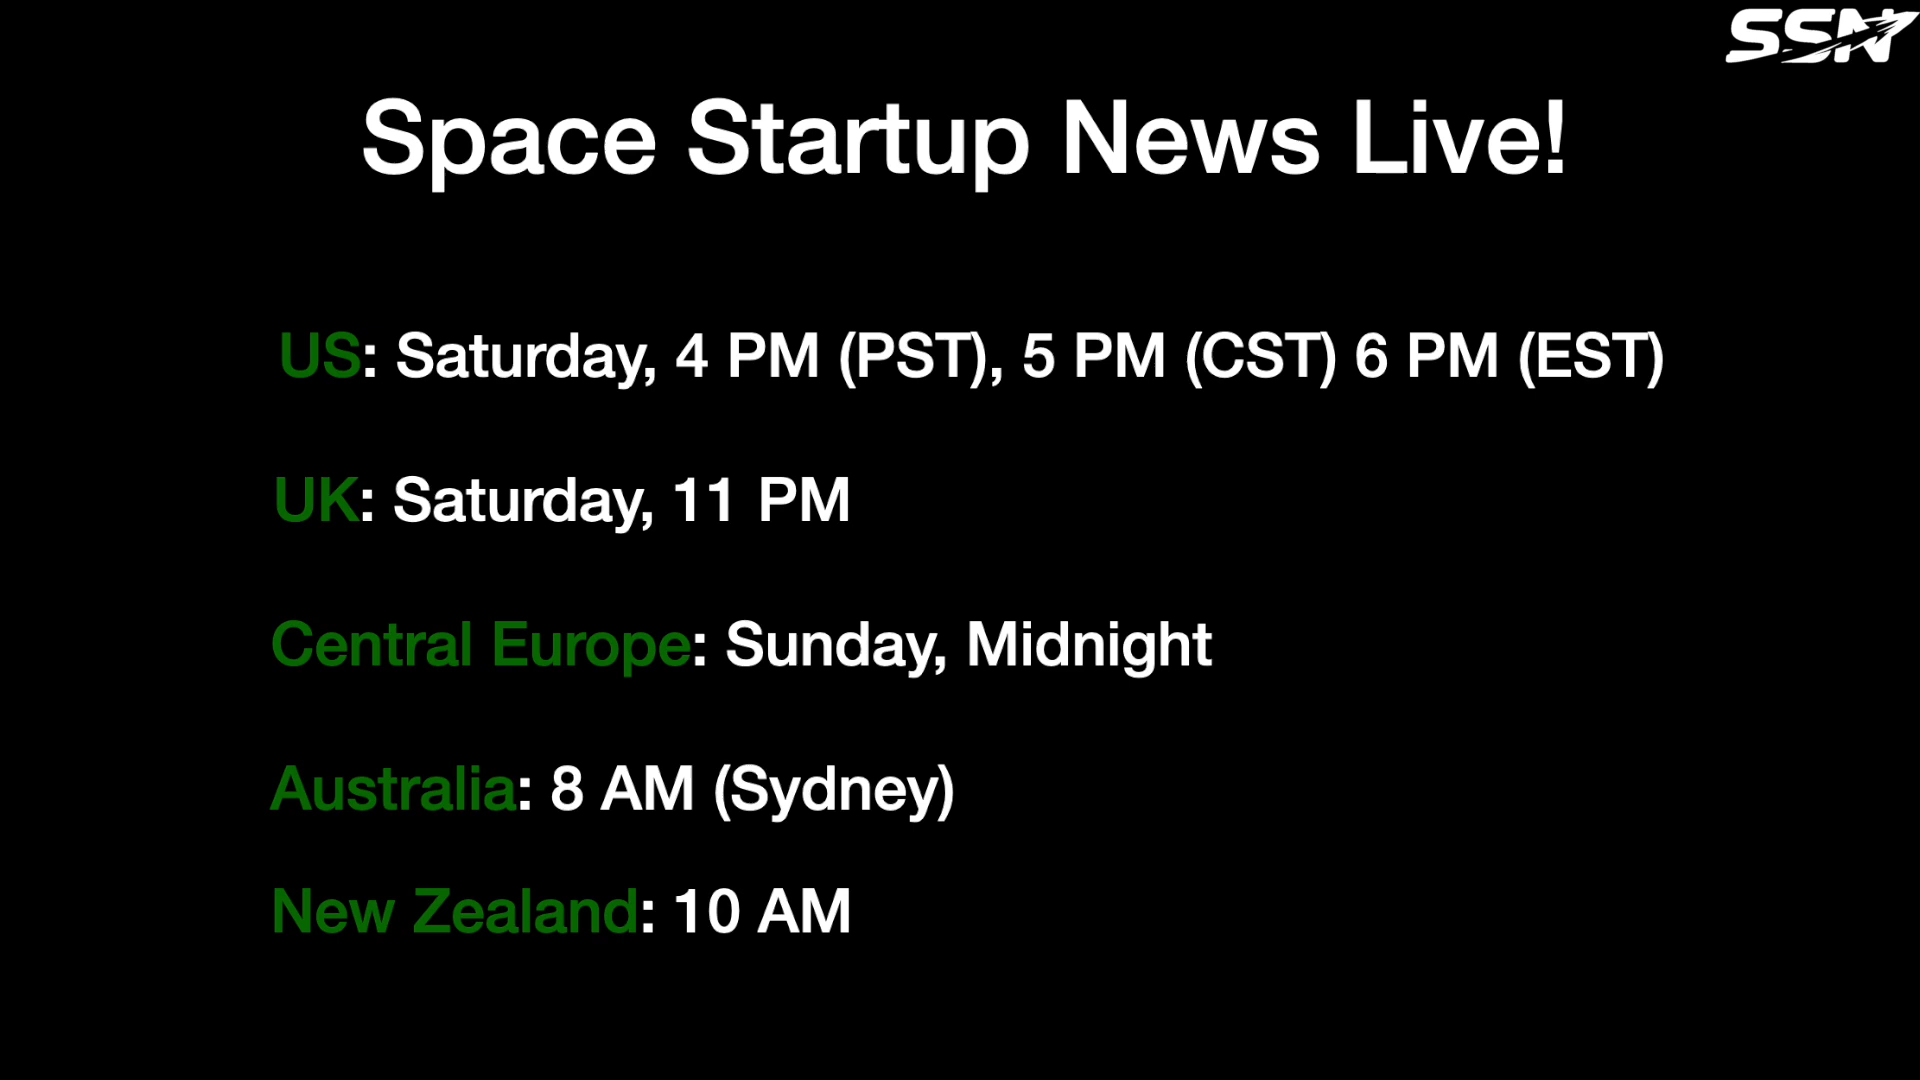 SSN
Space Startup News Live!
US: Saturday, 4 PM (PST), 5 PM (CST) 6 PM (EST)
UK: Saturday, 11 PM
Central Europe: Sunday, Midnight
Australia: 8 AM (Sydney)
New Zealand: 10 AM